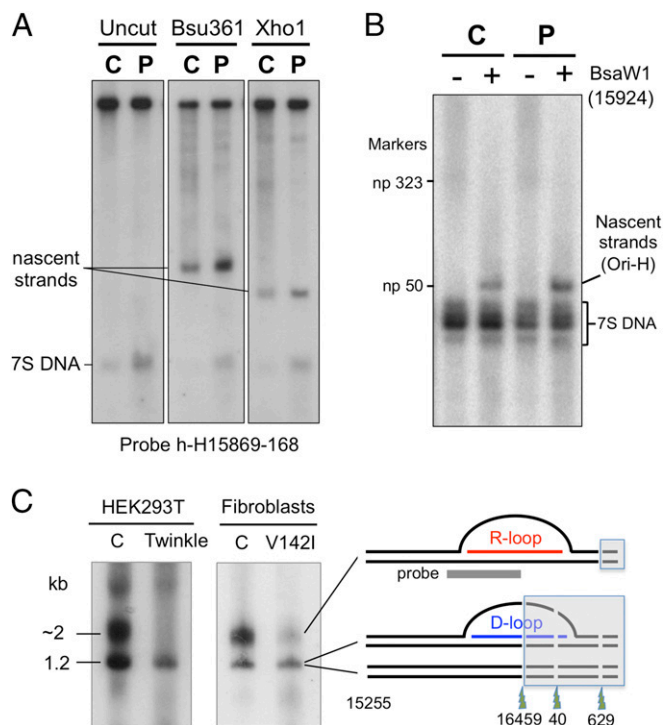 A
Uncut Bsu361 Xho1
C P C P C P
nascent
strands
7S DNA
Probe h-H15869-168
B
C P
- + - + BsaW1
(15924)
Markers
np 323
np 50
Nascent
strands
(Ori-H)
7S DNA
C
HEK293T Fibroblasts
C Twinkle C V142I
kb
~2
1.2
R-loop
probe
D-loop
15255
16459 40 629